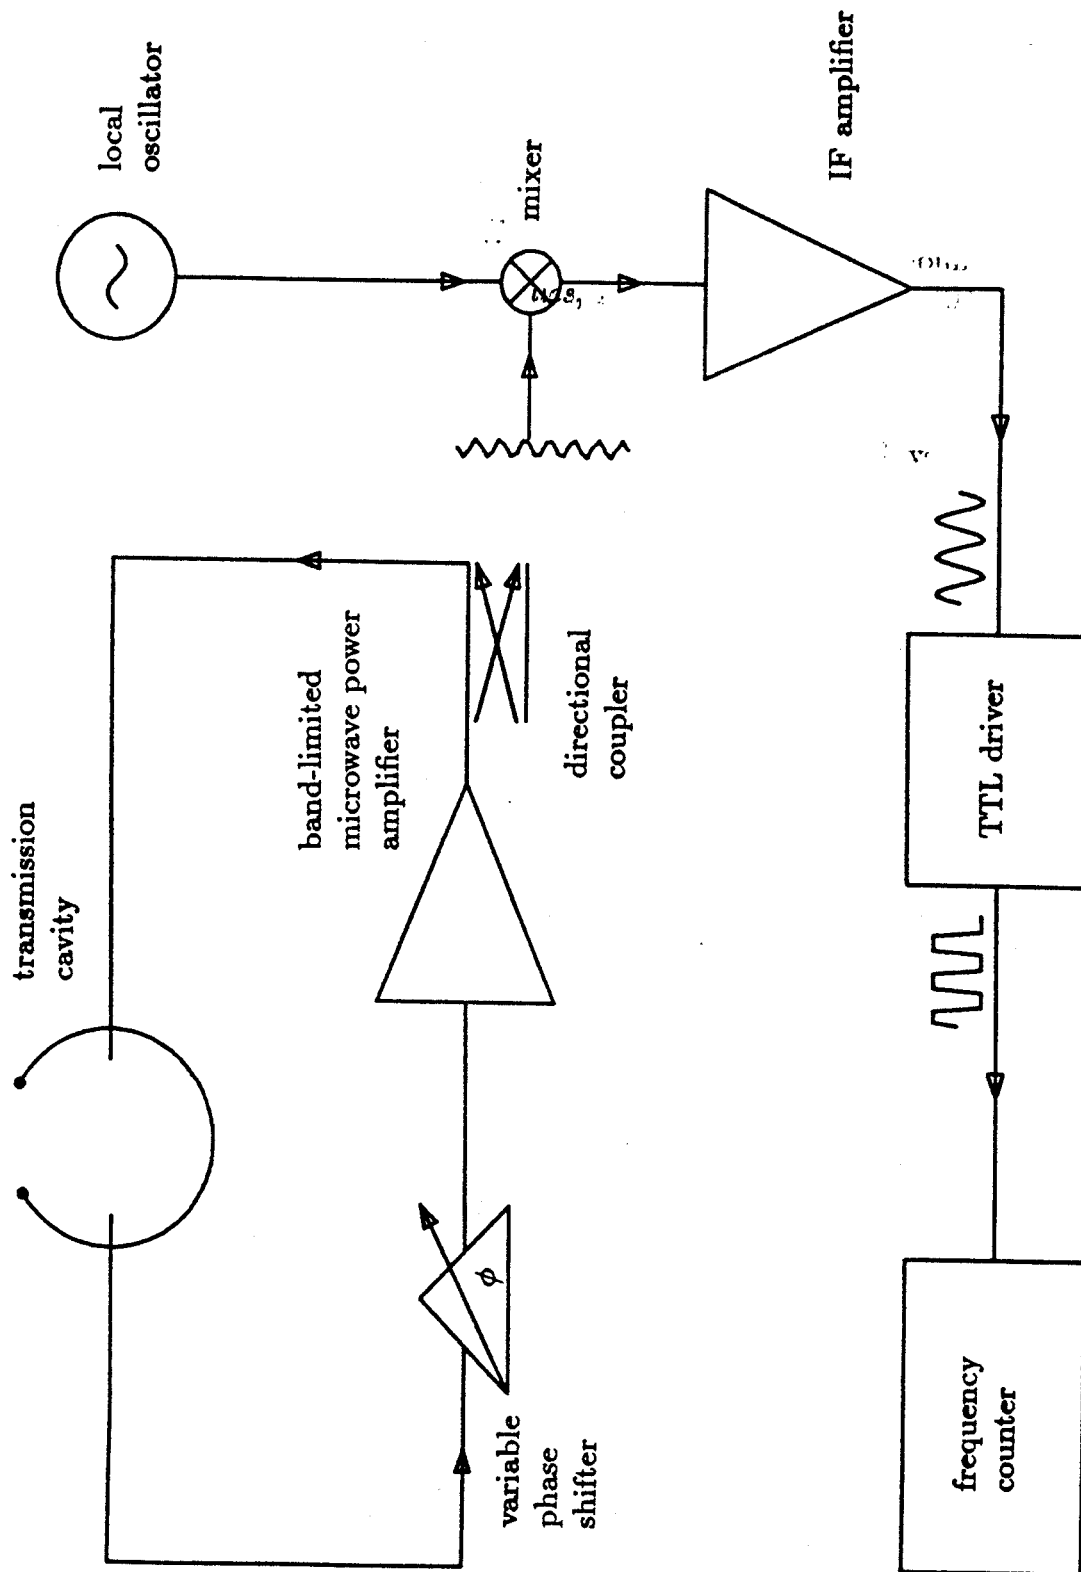 transmission
cavity
local
oscillator
band-limited
microwave power
amplifier
mixer
IF amplifier
variable
phase
shifter
ϕ
directional
coupler
frequency
counter
TTL driver